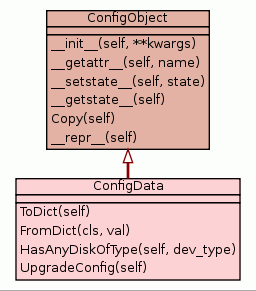 ConfigObject
__init__(self, **kwargs)
__getattr__(self, name)
__setstate__(self, state)
__getstate__(self)
Copy(self)
__repr__(self)
ConfigData
ToDict(self)
FromDict(cls, val)
HasAnyDiskOfType(self, dev_type)
UpgradeConfig(self)